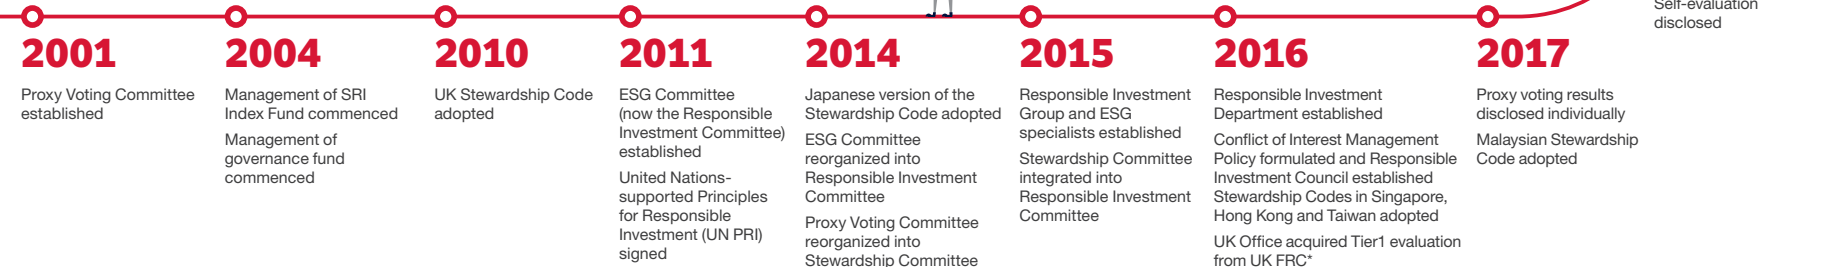 Self-evaluation
disclosed
2001
Proxy Voting Committee
established
2004
Management of SRI
Index Fund commenced
Management of
governance fund
commenced
2010
UK Stewardship Code
adopted
2011
ESG Committee
(now the Responsible
Investment Committee)
established
United Nations-
supported Principles
for Responsible
Investment (UN PRI)
signed
2014
Japanese version of the
Stewardship Code adopted
ESG Committee
reorganized into
Responsible Investment
Committee
Proxy Voting Committee
reorganized into
Stewardship Committee
2015
Responsible Investment
Group and ESG
specialists established
Stewardship Committee
integrated into
Responsible Investment
Committee
2016
Responsible Investment
Department established
Conflict of Interest Management
Policy formulated and Responsible
Investment Council established
Stewardship Codes in Singapore,
Hong Kong and Taiwan adopted
UK Office acquired Tier1 evaluation
from UK FRC*
2017
Proxy voting results
disclosed individually
Malaysian Stewardship
Code adopted